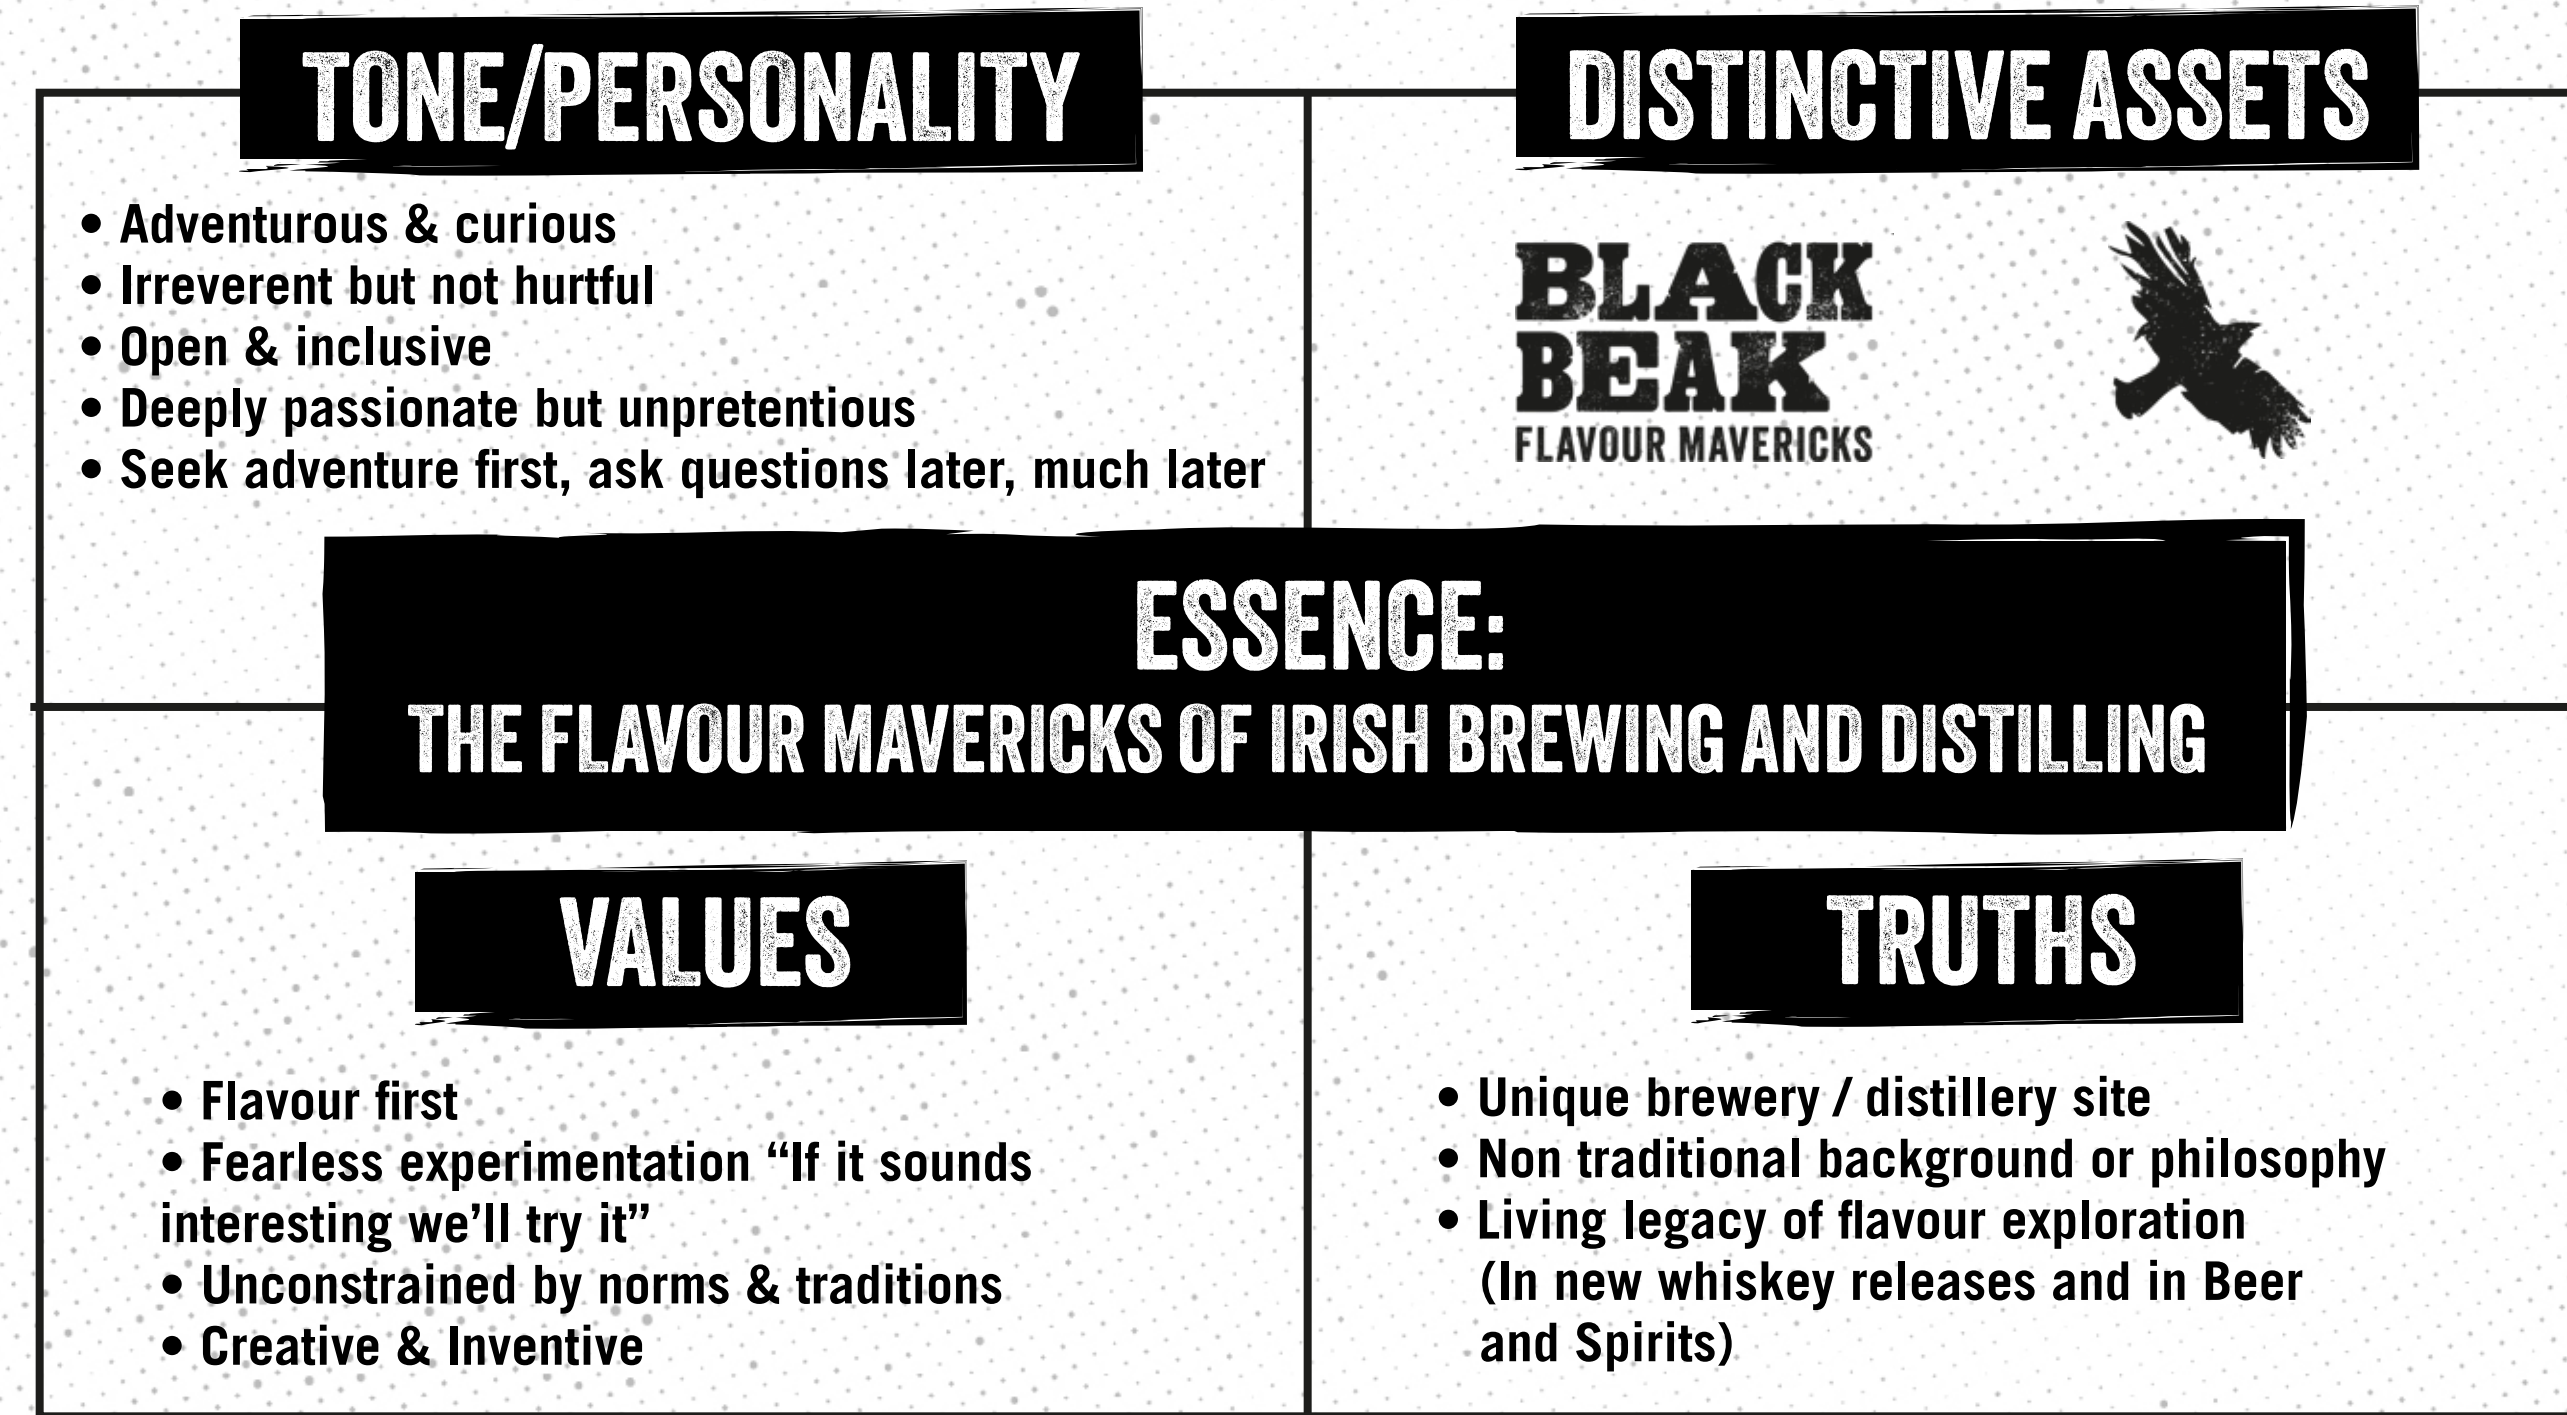 TONE/PERSONALITY
• Adventurous & curious
• Irreverent but not hurtful
• Open & inclusive
• Deeply passionate but unpretentious
• Seek adventure first, ask questions later, much later
DISTINCTIVE ASSETS
BLACK
BEAK
FLAVOUR MAVERICKS
ESSENCE:
THE FLAVOUR MAVERICKS OF IRISH BREWING AND DISTILLING
VALUES
• Flavour first
• Fearless experimentation “If it sounds
interesting we’ll try it”
• Unconstrained by norms & traditions
• Creative & Inventive
TRUTHS
• Unique brewery / distillery site
• Non traditional background or philosophy
• Living legacy of flavour exploration
(In new whiskey releases and in Beer
and Spirits)